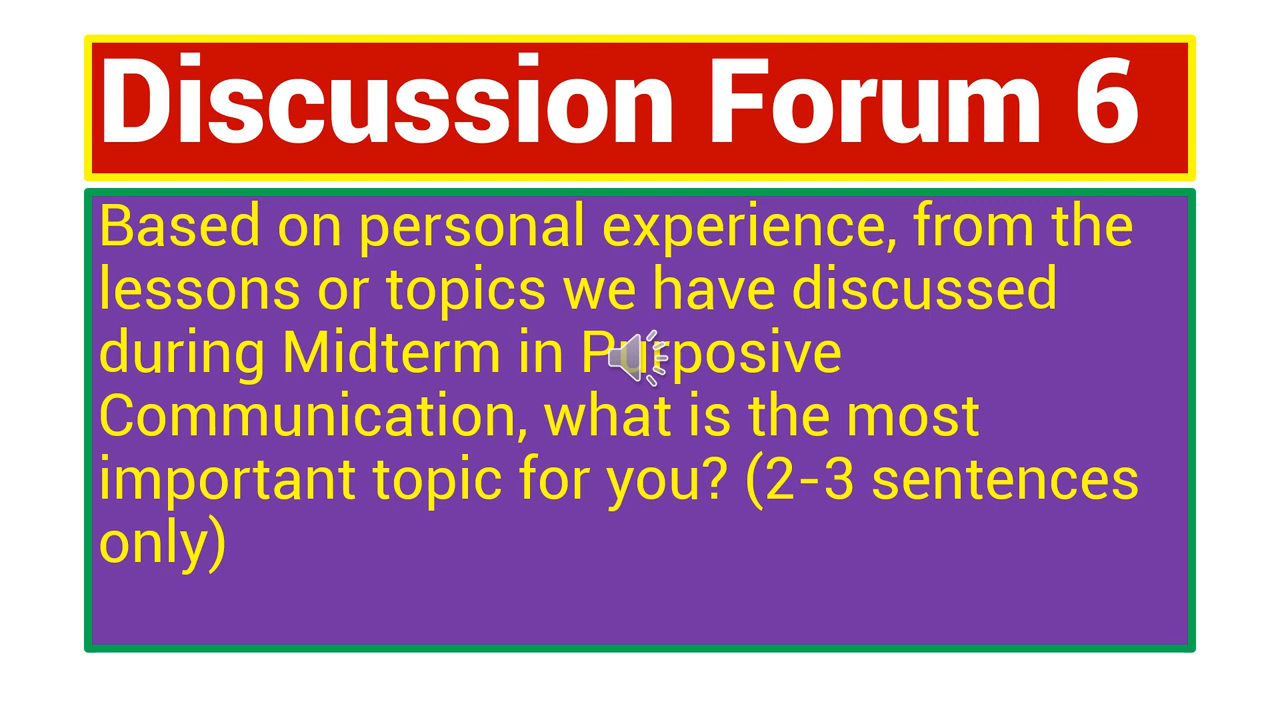 Discussion Forum 6
Based on personal experience, from the
lessons or topics we have discussed
during Midterm in Purposive
Communication, what is the most
important topic for you? (2-3 sentences
only)